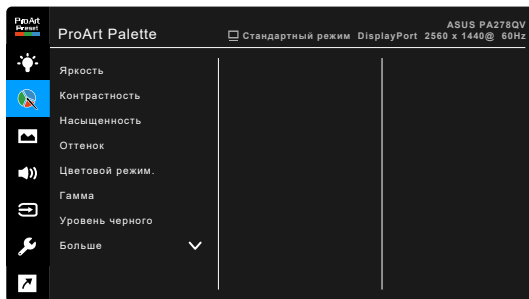 ProArt
Preset
ProArt Palette
ASUS PA278QV
Стандартный режим DisplayPort 2560 x 1440@ 60Hz
Яркость
Контрастность
Насыщенность
Оттенок
Цветовой режим.
Гамма
Уровень черного
Больше